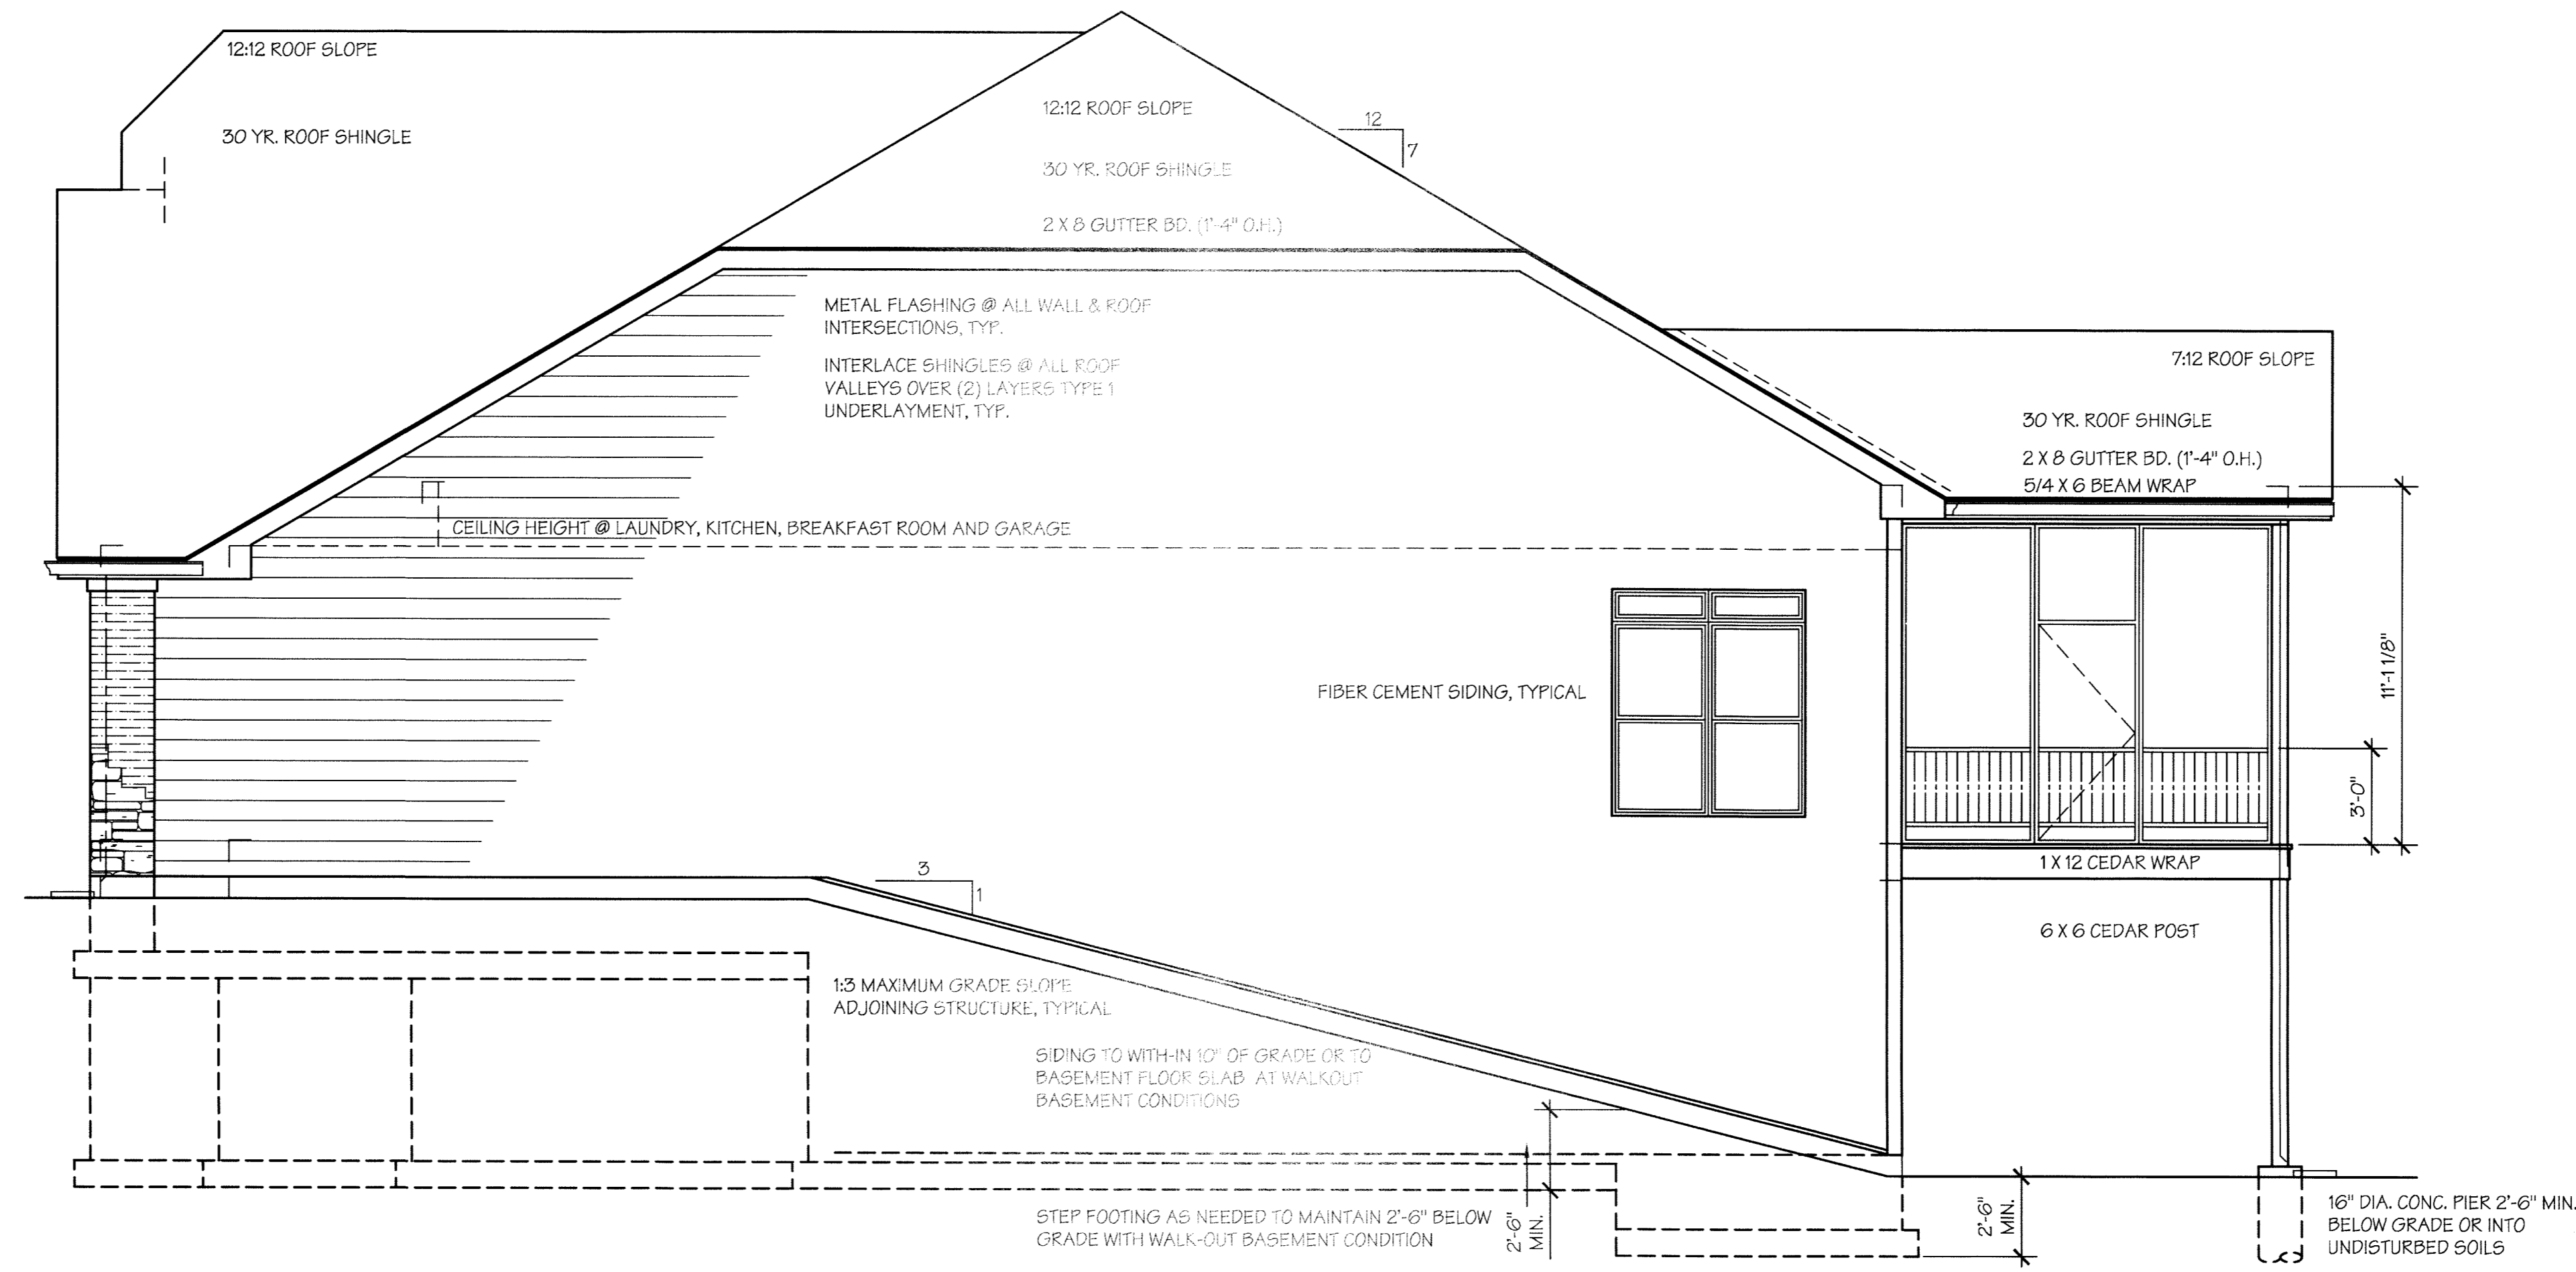 12:12 ROOF SLOPE
30 YR. ROOF SHINGLE
12:12 ROOF SLOPE
12
7
30 YR. ROOF SHINGLE
2 X 8 GUTTER BD. (1'-4" O.H.)
METAL FLASHING @ ALL WALL & ROOF
INTERSECTIONS, TYP.
INTERLACE SHINGLES @ ALL ROOF
VALLEYS OVER (2) LAYERS TYPE 1
UNDERLAYMENT, TYP.
7:12 ROOF SLOPE
30 YR. ROOF SHINGLE
2 X 8 GUTTER BD. (1'-4" O.H.)
5/4 X 6 BEAM WRAP
CEILING HEIGHT @ LAUNDRY, KITCHEN, BREAKFAST ROOM AND GARAGE
FIBER CEMENT SIDING, TYPICAL
11'-1 1/8"
3'-0"
1 X 12 CEDAR WRAP
3
1
6 X 6 CEDAR POST
1:3 MAXIMUM GRADE SLOPE
ADJOINING STRUCTURE, TYPICAL
SIDING TO WITH-IN 10" OF GRADE OR TO
BASEMENT FLOOR SLAB AT WALKOUT
BASEMENT CONDITIONS
STEP FOOTING AS NEEDED TO MAINTAIN 2'-6" BELOW
GRADE WITH WALK-OUT BASEMENT CONDITION
2'-6"
MIN.
2'-6"
MIN.
16" DIA. CONC. PIER 2'-6" MIN.
BELOW GRADE OR INTO
UNDISTURBED SOILS